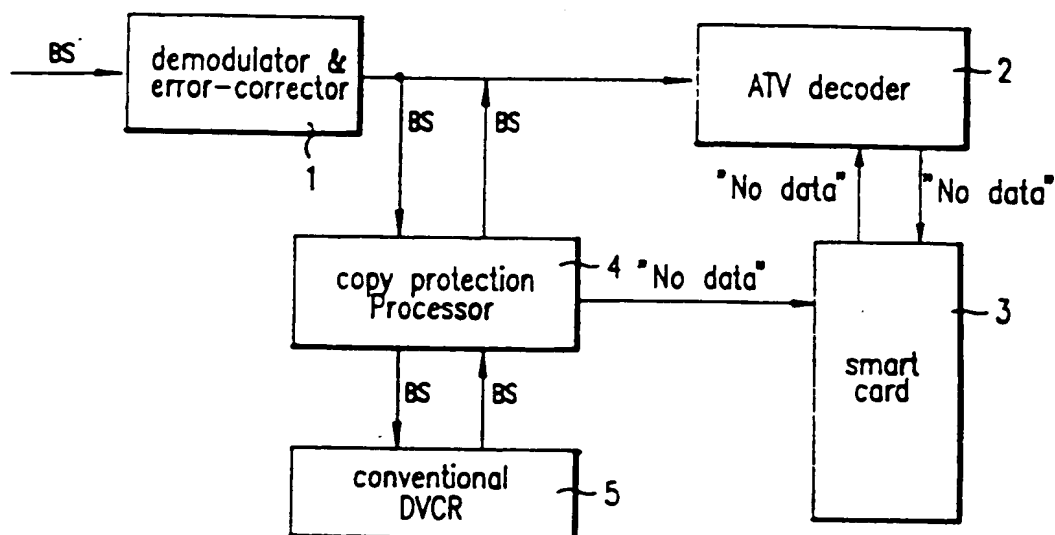 BS
demodulator &
error-corrector
1
BS
BS
ATV decoder
2
"No data"
"No data"
copy protection
Processor
4
"No data"
smart
card
3
BS
BS
conventional
DVCR
5